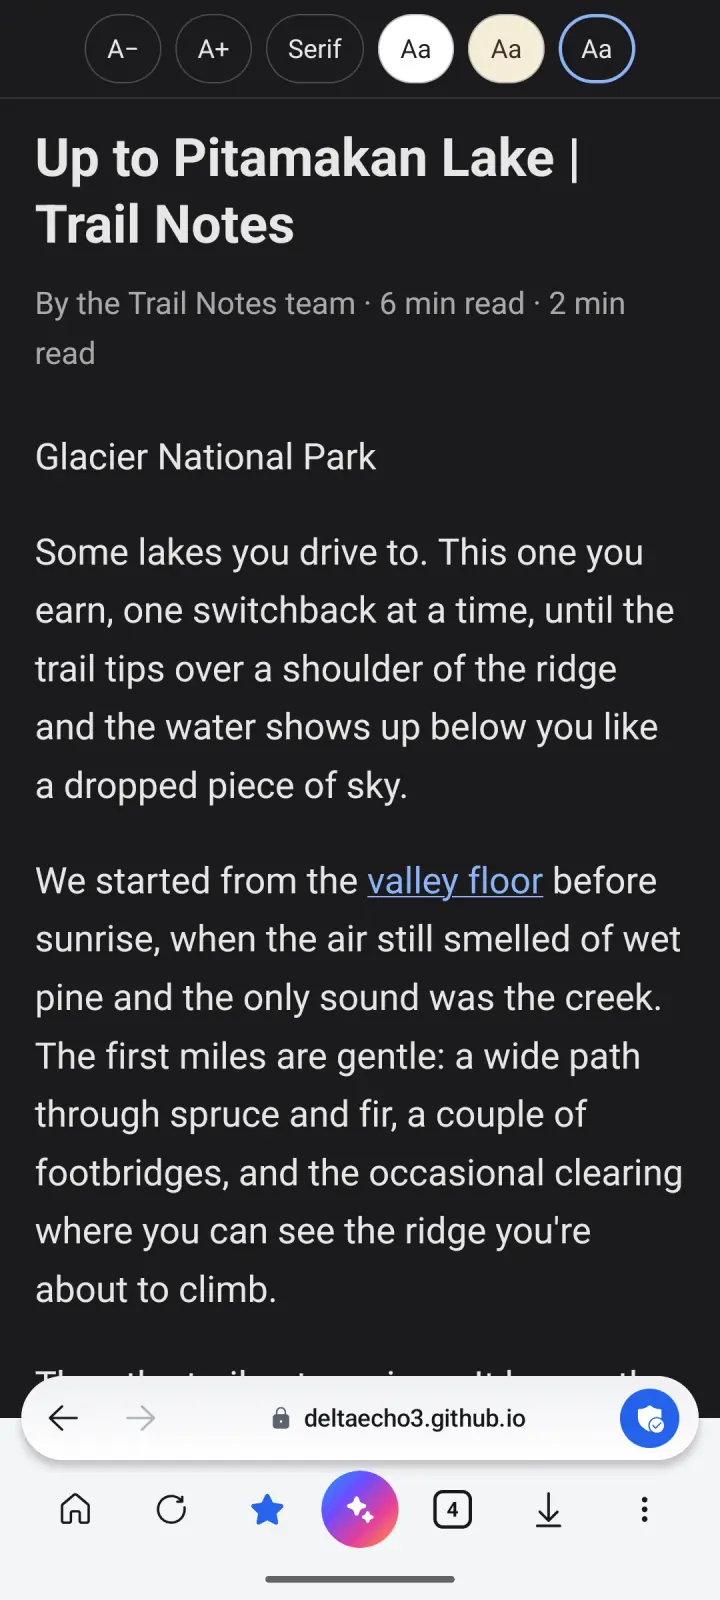 A− A+ Serif Aa Aa Aa
Up to Pitamakan Lake |
Trail Notes
By the Trail Notes team · 6 min read · 2 min
read
Glacier National Park
Some lakes you drive to. This one you
earn, one switchback at a time, until the
trail tips over a shoulder of the ridge
and the water shows up below you like
a dropped piece of sky.
We started from the valley floor before
sunrise, when the air still smelled of wet
pine and the only sound was the creek.
The first miles are gentle: a wide path
through spruce and fir, a couple of
footbridges, and the occasional clearing
where you can see the ridge you're
about to climb.
deltaecho3.github.io
4